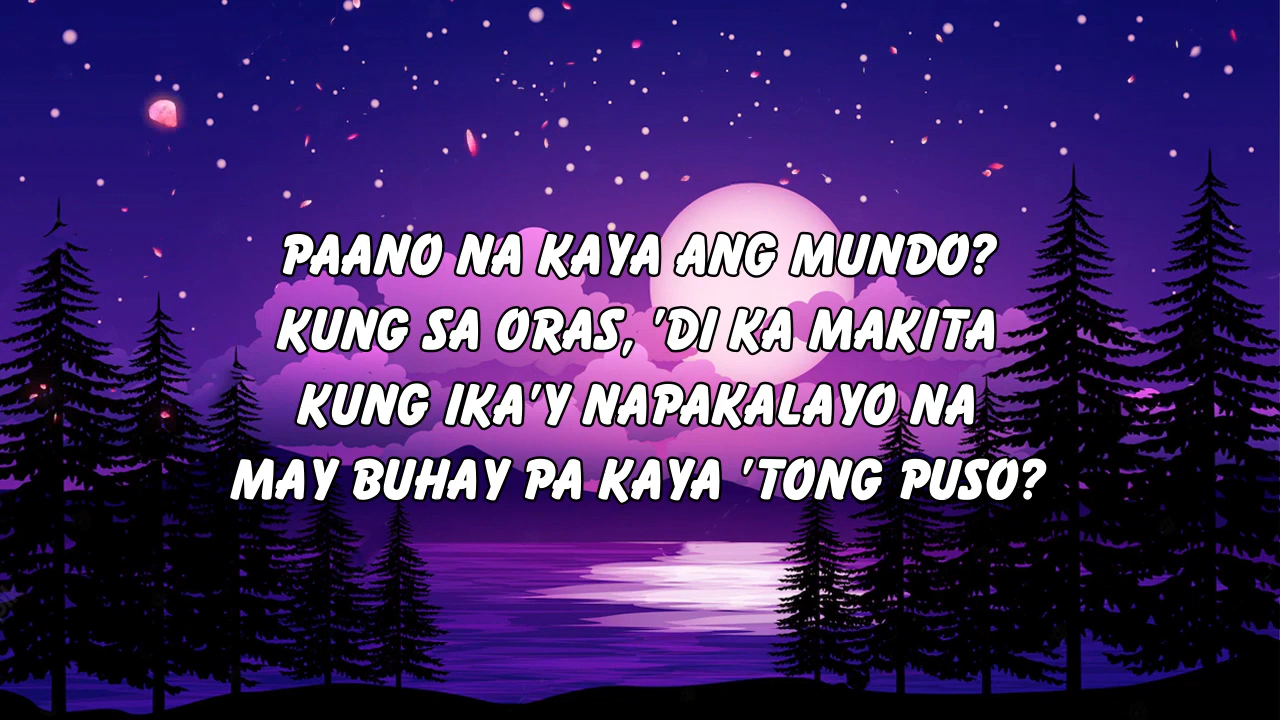 PAANO NA KAYA ANG MUNDO?
KUNG SA ORAS, 'DI KA MAKITA
KUNG IKA'Y NAPAKALAYO NA
MAY BUHAY PA KAYA 'TONG PUSO?